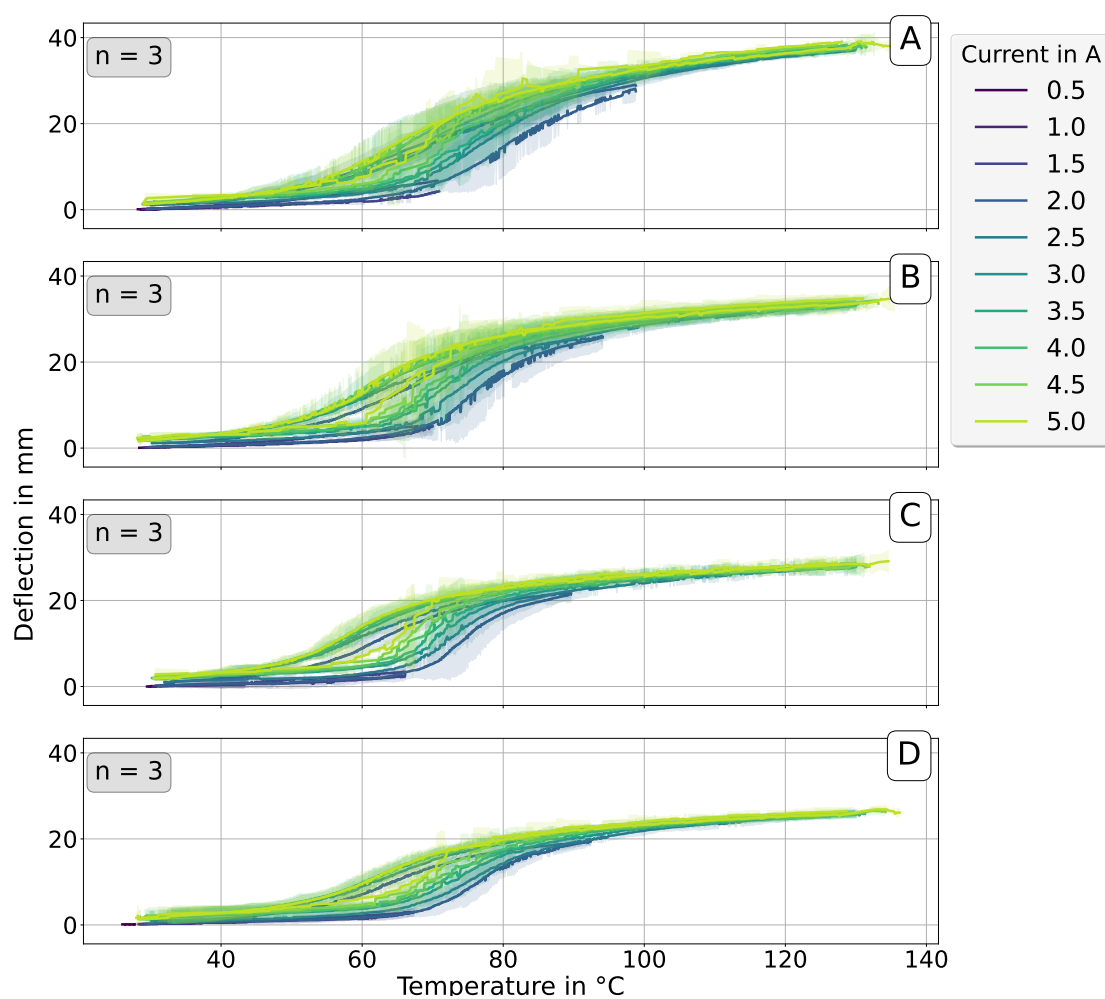 A
n = 3
40
20
0
B
n = 3
40
20
0
C
n = 3
40
20
0
D
n = 3
40
20
0
40 60 80 100 120 140
Temperature in °C
Deflection in mm
Current in A
0.5
1.0
1.5
2.0
2.5
3.0
3.5
4.0
4.5
5.0